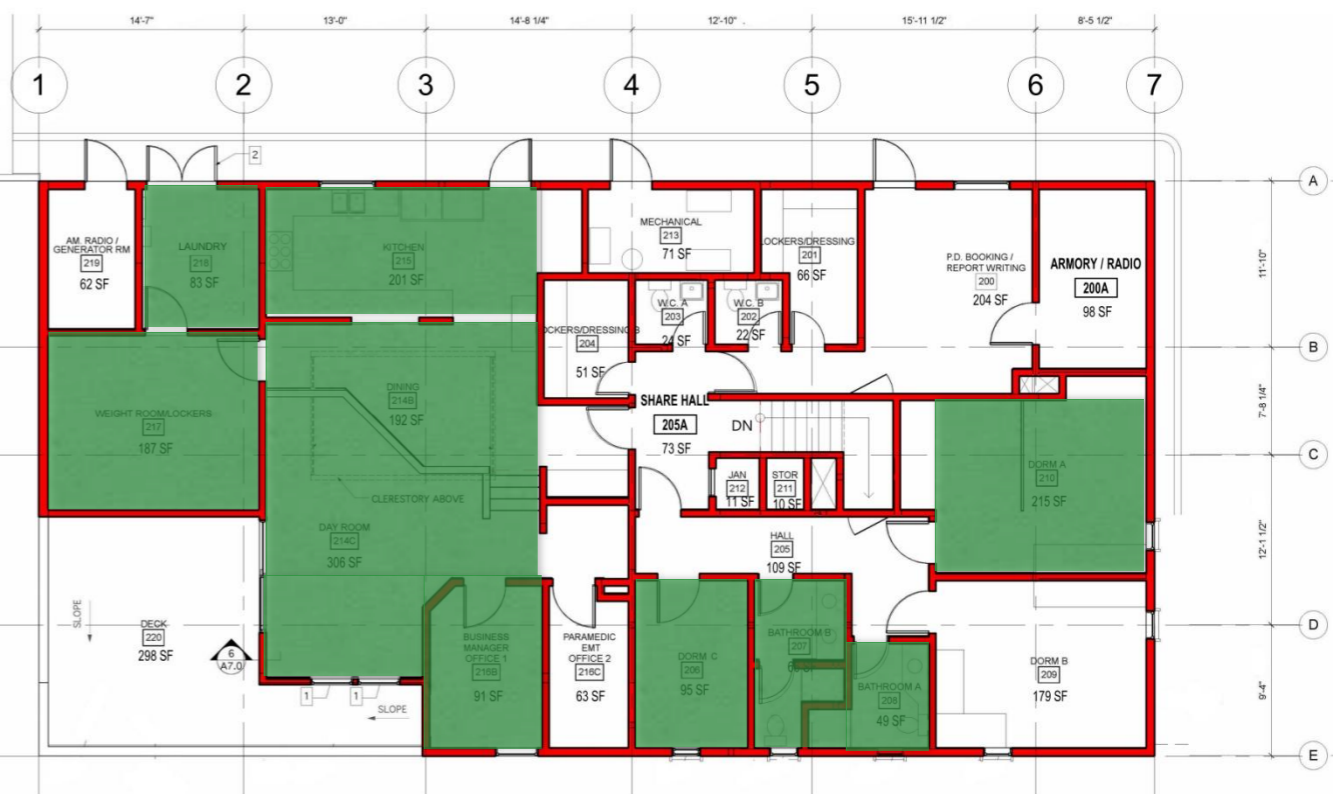 14'-7" 13'-0" 14'-8 1/4" 12'-10" 15'-11 1/2" 8'-5 1/2"
1 2 3 4 5 6 7
2
A
AM. RADIO /
GENERATOR RM
219
62 SF
LAUNDRY
218
83 SF
KITCHEN
215
201 SF
MECHANICAL
213
71 SF
LOCKERS/DRESSING
201
66 SF
P.D. BOOKING /
REPORT WRITING
200
204 SF
ARMORY / RADIO
200A
98 SF
11'-10"
W.C. A
203
24 SF
W.C. B
202
22 SF
OCKERS/DRESSING B
204
51 SF
B
WEIGHT ROOM/LOCKERS
217
187 SF
DINING
214B
192 SF
SHARE HALL
205A
73 SF
DN
7'-8 1/4"
C
JAN
212
11 SF
STOR
211
10 SF
DORM A
210
215 SF
CLERESTORY ABOVE
DAY ROOM
214C
306 SF
HALL
205
109 SF
12'-1 1/2"
SLOPE
DECK
220
298 SF
6
A7.0
D
BUSINESS
MANAGER
OFFICE 1
216B
91 SF
PARAMEDIC
EMT
OFFICE 2
216C
63 SF
DORM C
206
95 SF
BATHROOM B
207
BATHROOM A
208
49 SF
DORM B
209
179 SF
9'-4"
1 1
SLOPE
E